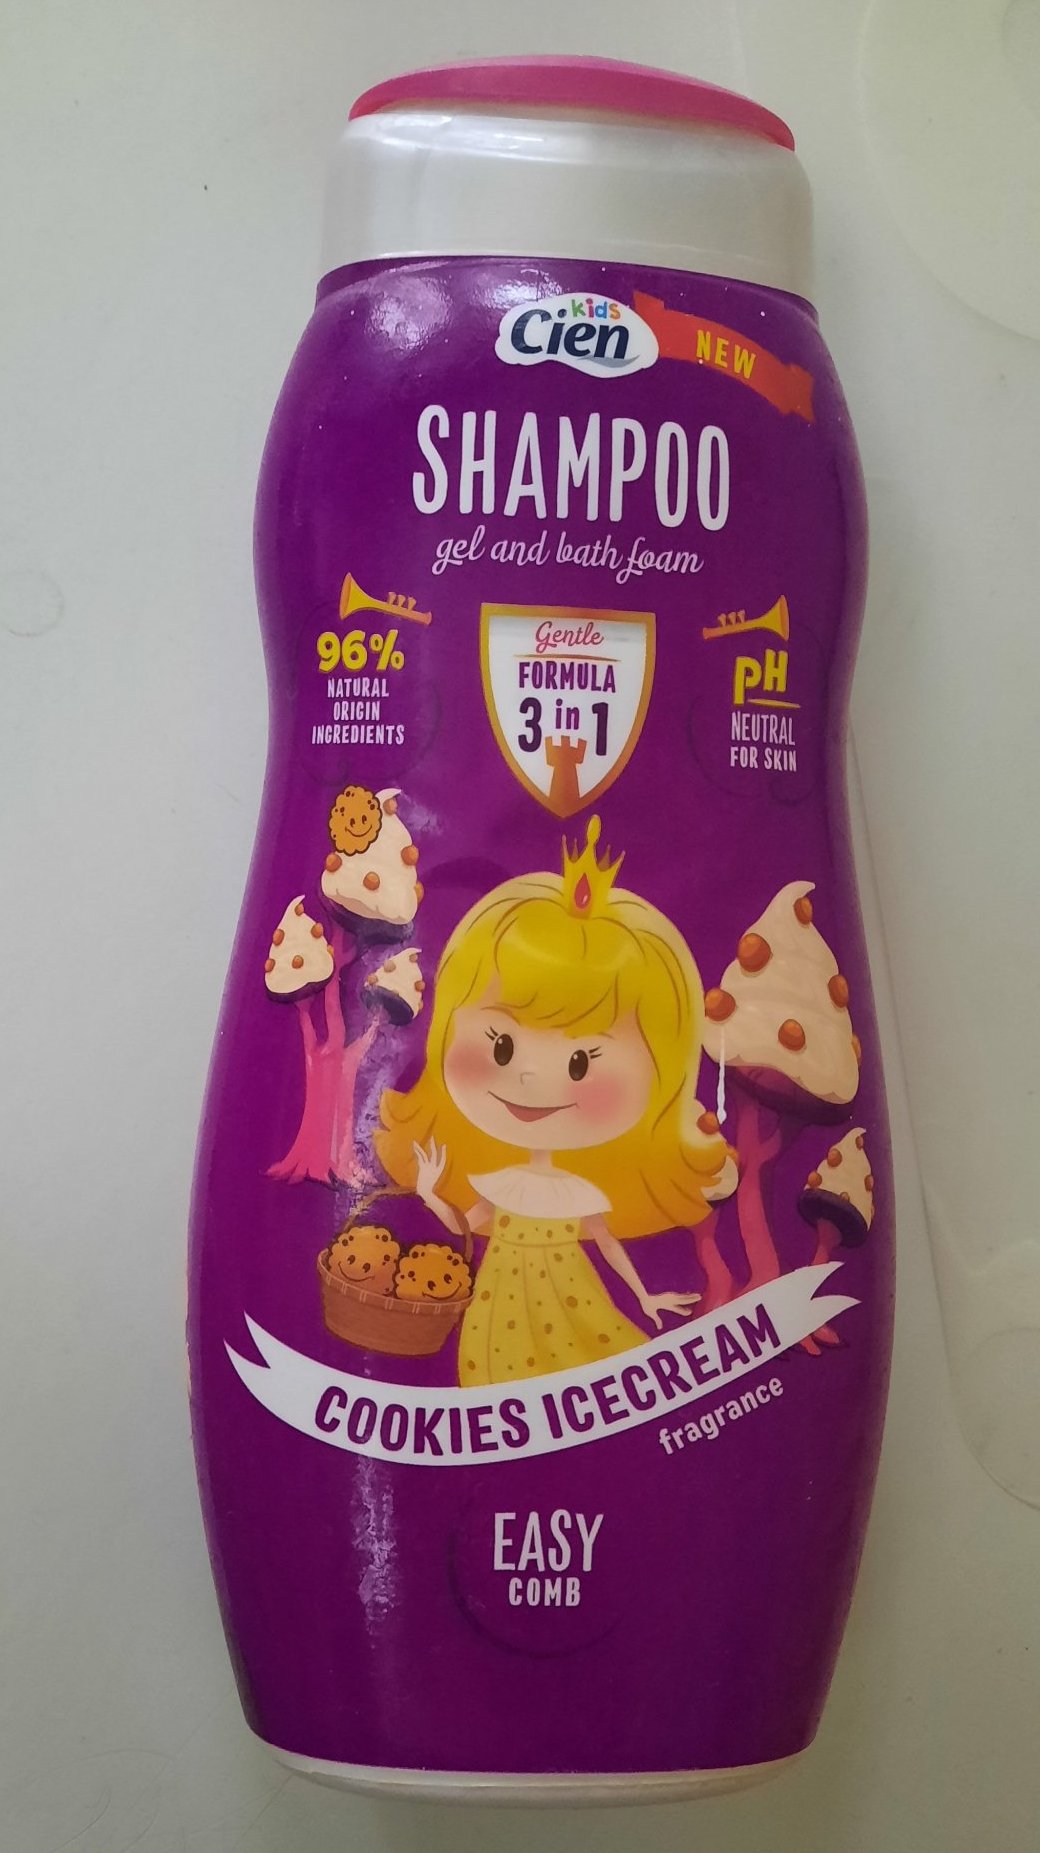 kids
Cien
NEW
SHAMPOO
gel and bath foam
96%
NATURAL
ORIGIN
INGREDIENTS
Gentle
FORMULA
3 in 1
pH
NEUTRAL
FOR SKIN
COOKIES ICECREAM
fragrance
EASY
COMB